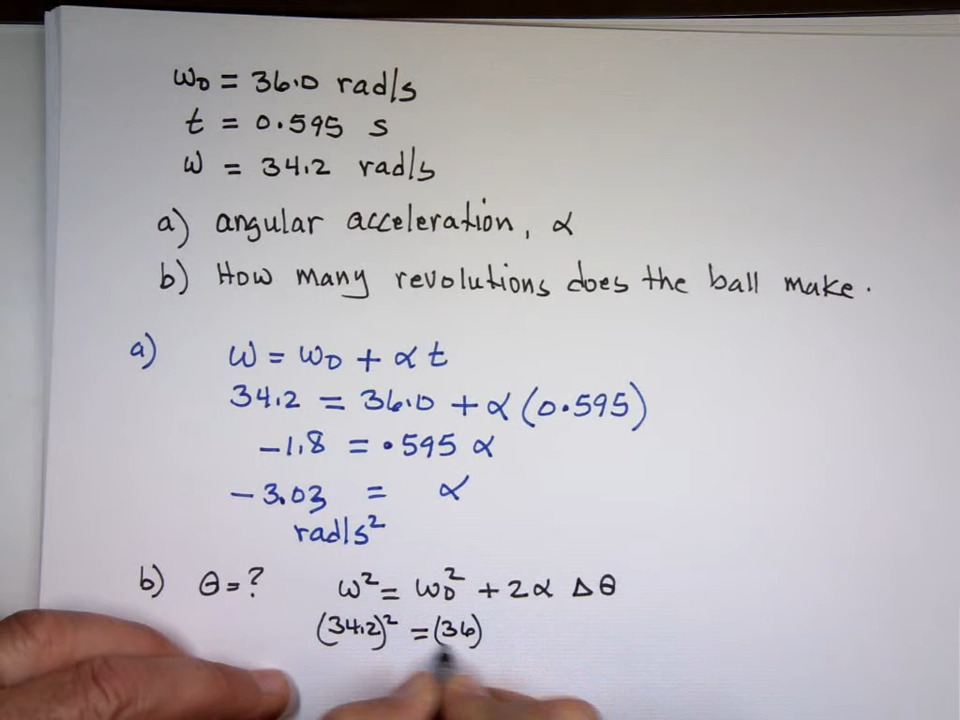 ω₀ = 36.0 rad/s
t = 0.595 s
ω = 34.2 rad/s
a) angular acceleration, α
b) How many revolutions does the ball make.
a) ω = ω₀ + αt
34.2 = 36.0 + α(0.595)
-1.8 = .595 α
-3.03 = α
rad/s²
b) θ = ? ω² = ω₀² + 2α Δθ
(34.2)² = (36)